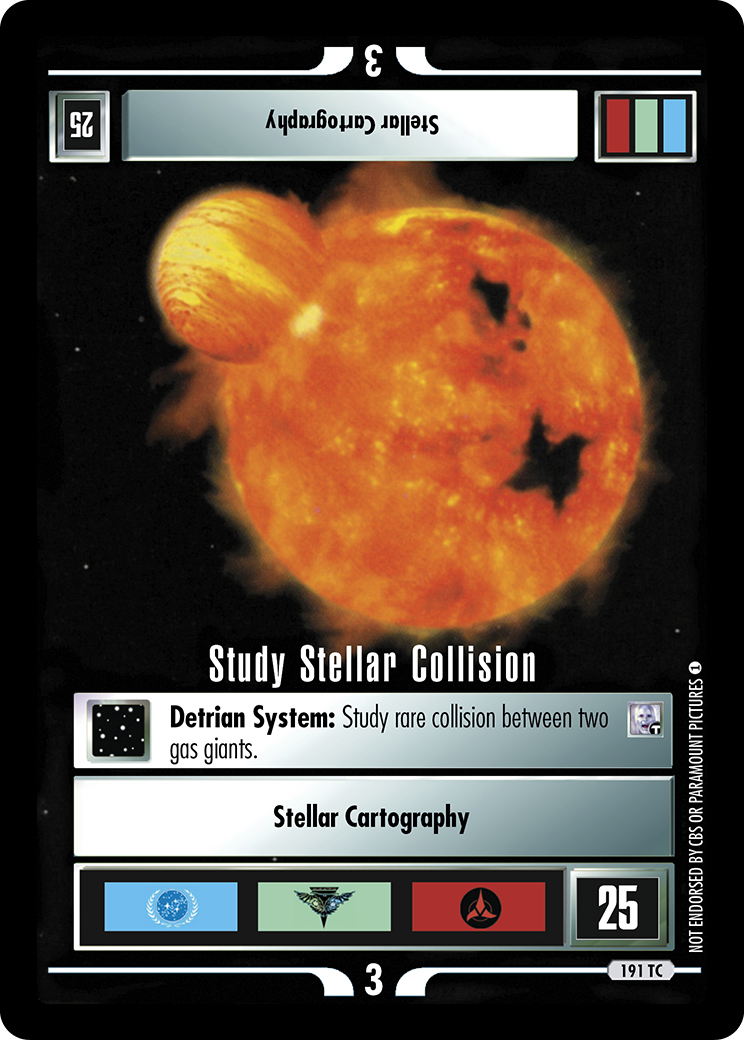 3
25
Stellar Cartography
Study Stellar Collision
Detrian System: Study rare collision between two
gas giants.
T
Stellar Cartography
25
3
191 TC
NOT ENDORSED BY CBS OR PARAMOUNT PICTURES 1